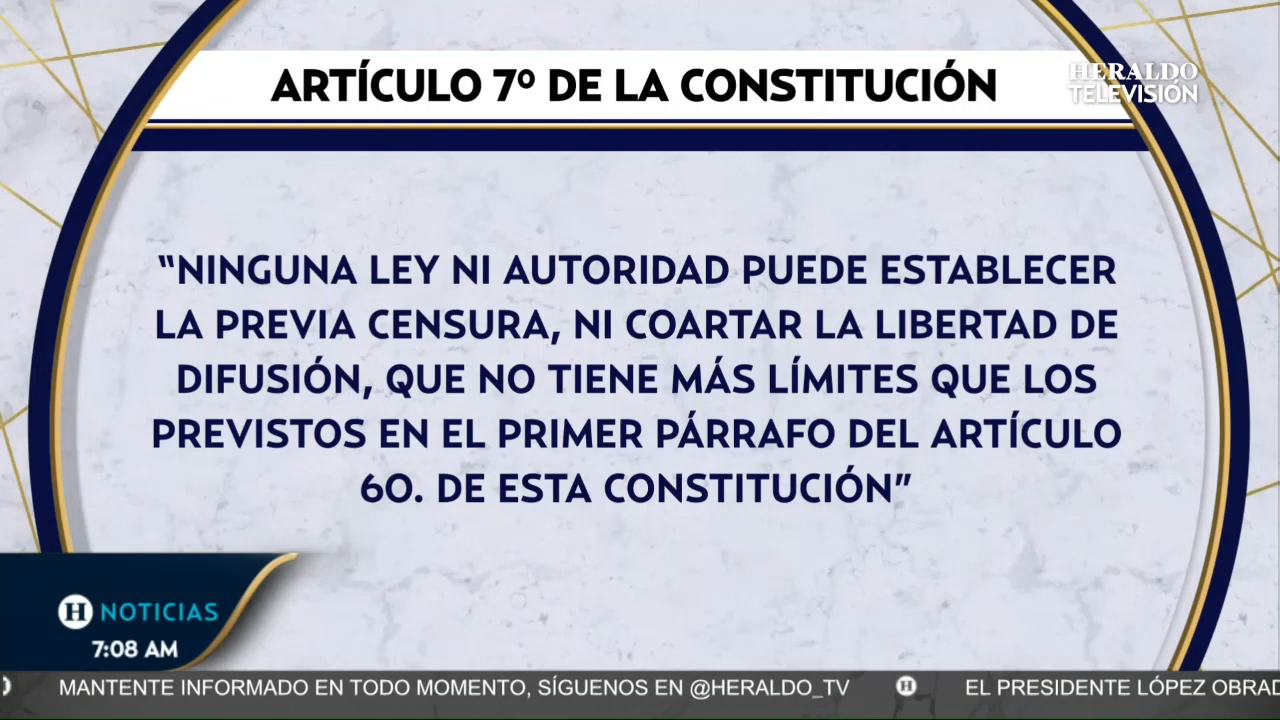 ARTÍCULO 7º DE LA CONSTITUCIÓN
HERALDO
TELEVISIÓN
“NINGUNA LEY NI AUTORIDAD PUEDE ESTABLECER
LA PREVIA CENSURA, NI COARTAR LA LIBERTAD DE
DIFUSIÓN, QUE NO TIENE MÁS LÍMITES QUE LOS
PREVISTOS EN EL PRIMER PÁRRAFO DEL ARTÍCULO
6O. DE ESTA CONSTITUCIÓN”
H NOTICIAS
7:08 AM
MANTENTE INFORMADO EN TODO MOMENTO, SÍGUENOS EN @HERALDO_TV H EL PRESIDENTE LÓPEZ OBRAD